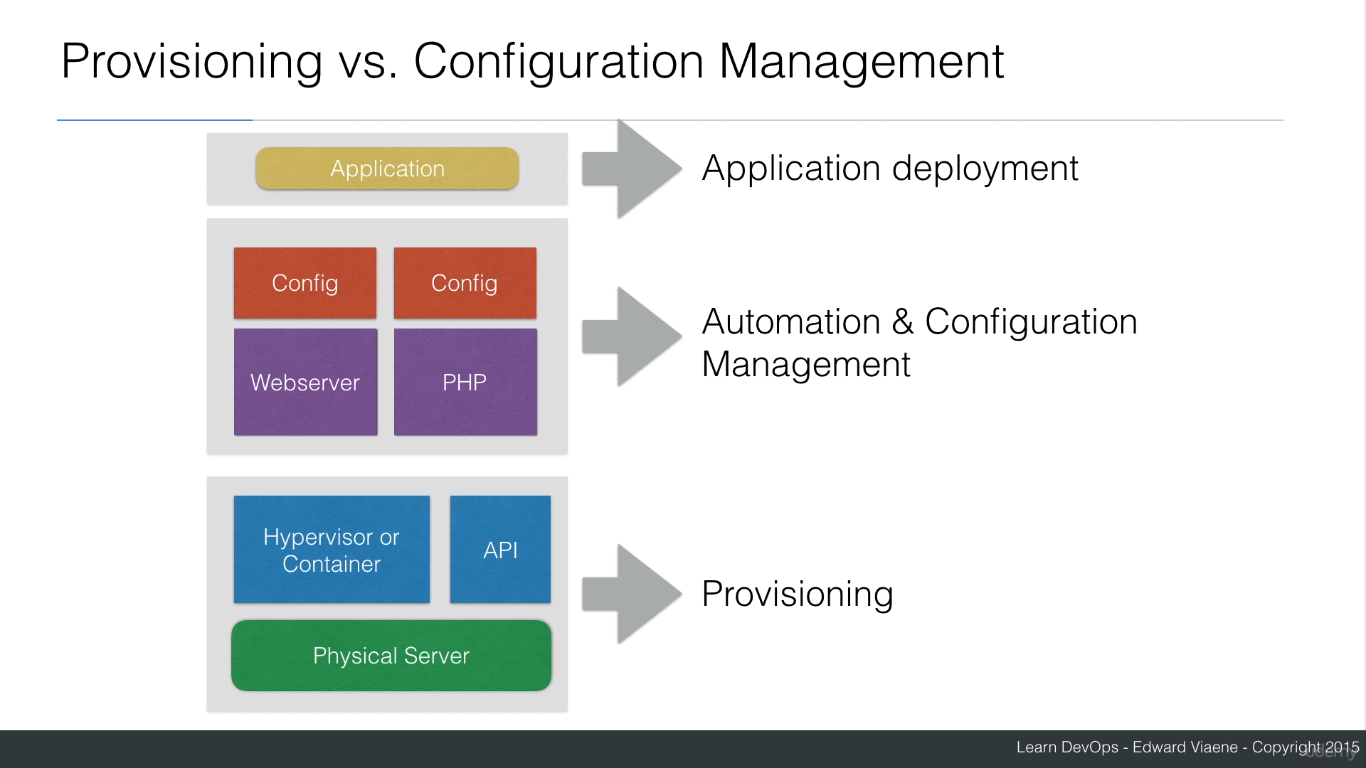 Provisioning vs. Configuration Management
Application
Application deployment
Config
Config
Webserver
PHP
Automation & Configuration
Management
Hypervisor or
Container
API
Physical Server
Provisioning
Learn DevOps - Edward Viaene - Copyright 2015
udemy